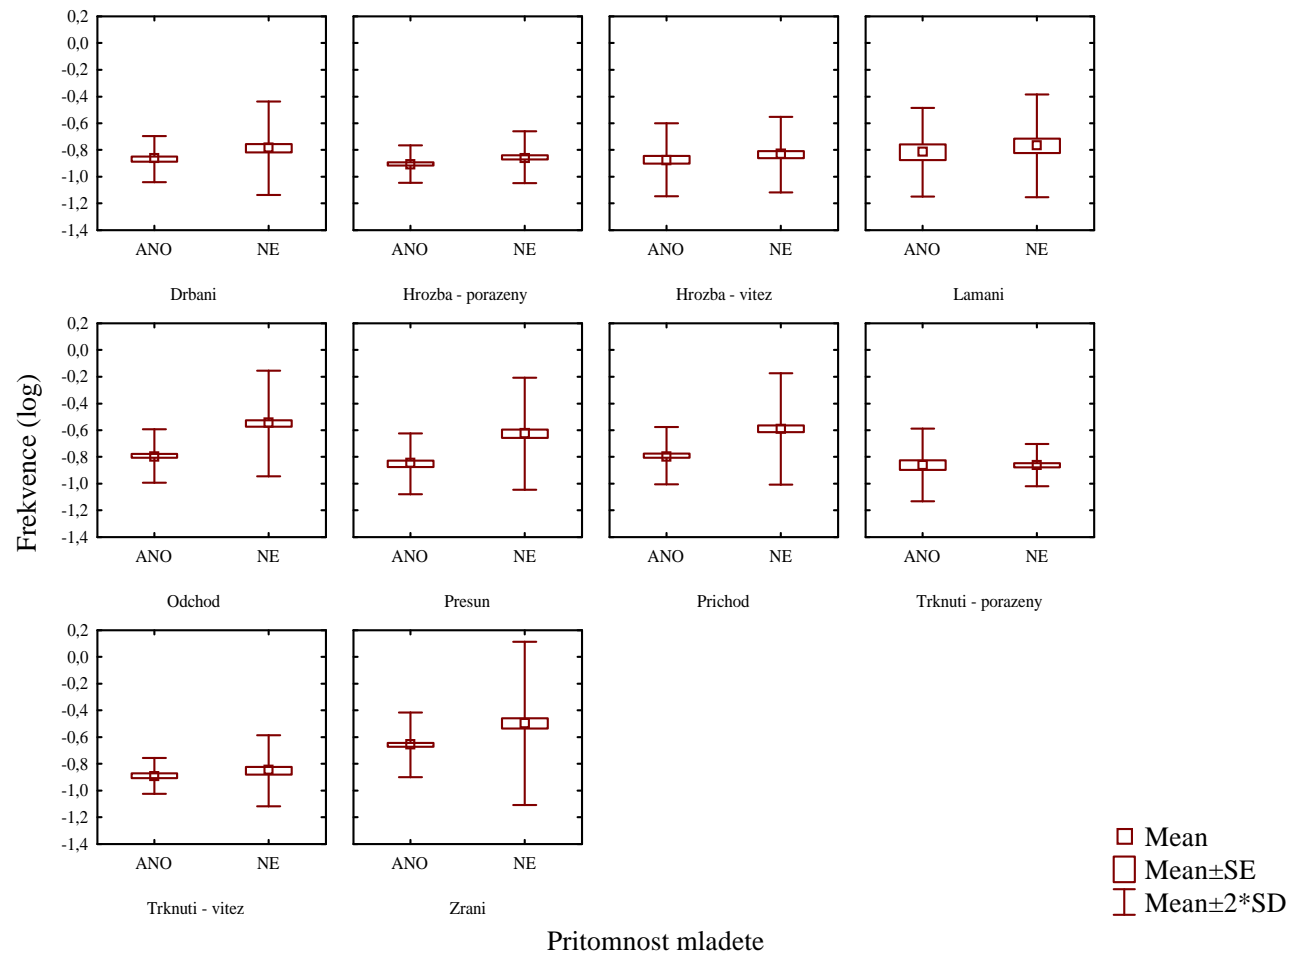 0,2
0,0
-0,2
-0,4
-0,6
-0,8
-1,0
-1,2
-1,4
ANO NE ANO NE ANO NE ANO NE
Drbani Hrozba - porazeny Hrozba - vitez Lamani
0,2
0,0
-0,2
-0,4
-0,6
-0,8
-1,0
-1,2
-1,4
Frekvence (log)
ANO NE ANO NE ANO NE ANO NE
Odchod Presun Prichod Trknuti - porazeny
0,2
0,0
-0,2
-0,4
-0,6
-0,8
-1,0
-1,2
-1,4
ANO NE ANO NE
Trknuti - vitez Zrani
Mean
Mean±SE
Mean±2*SD
Pritomnost mladete